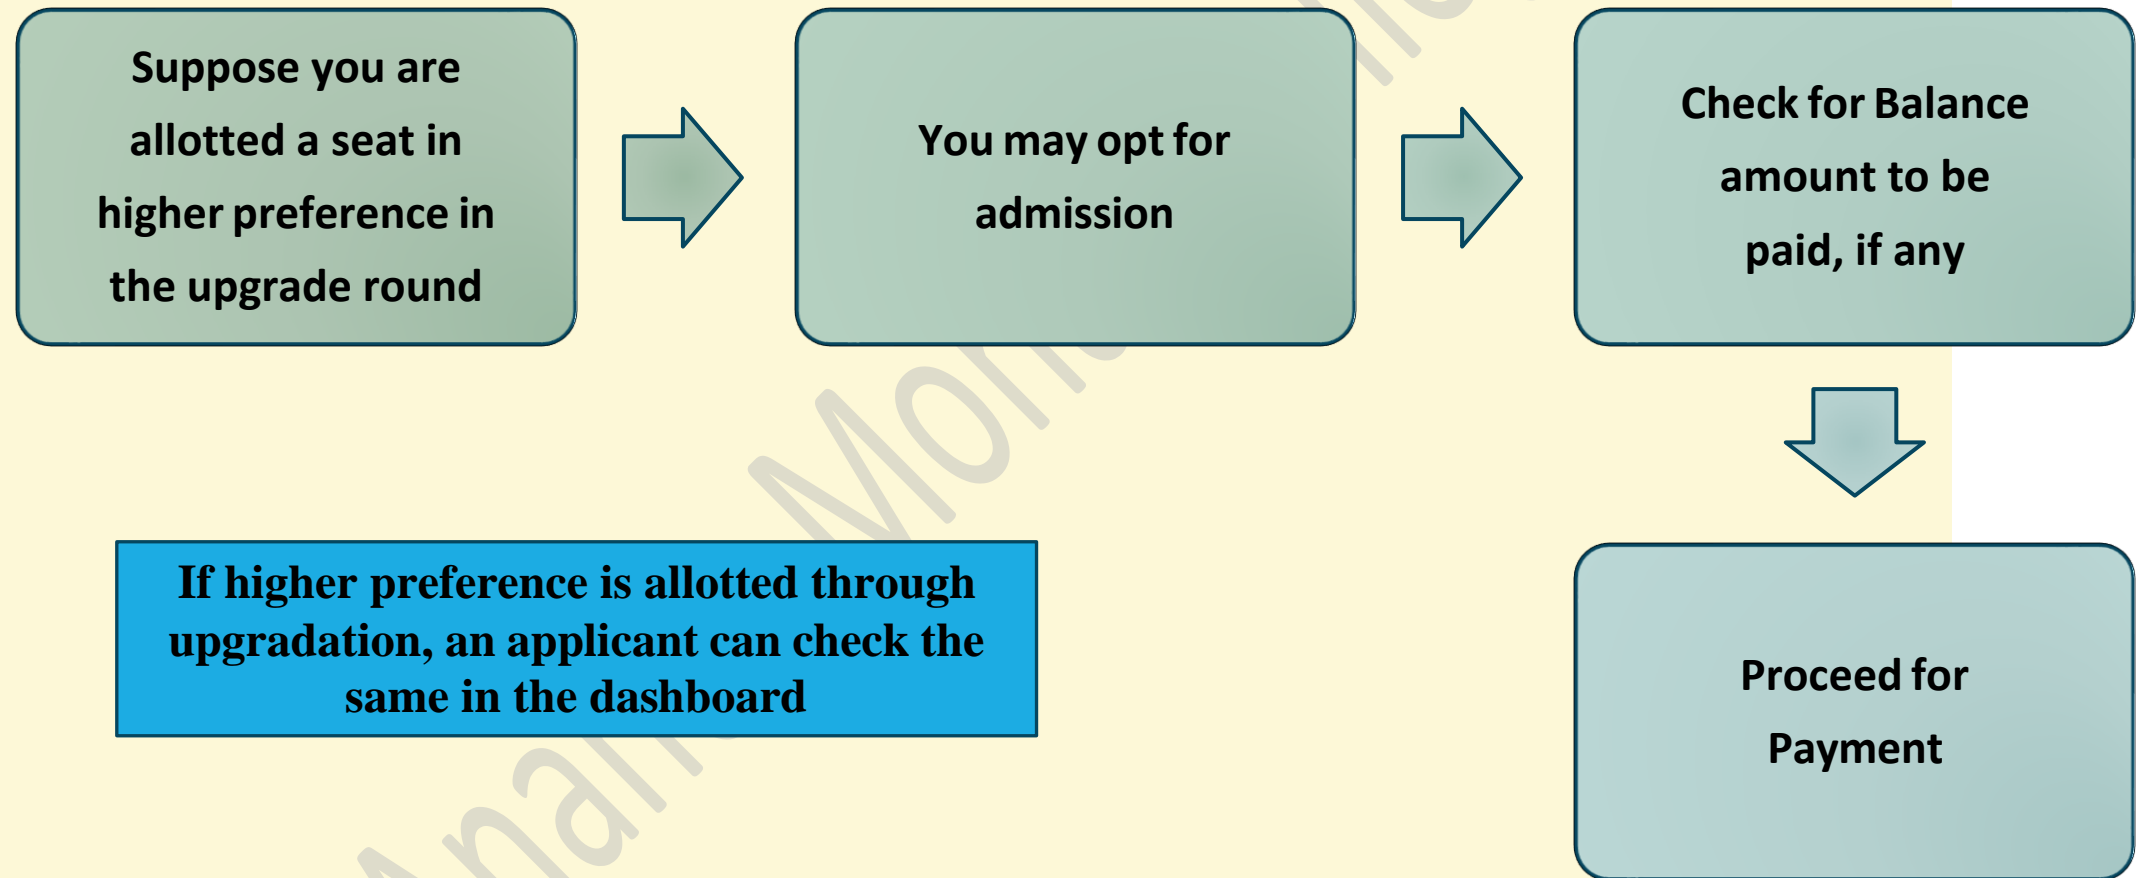 Suppose you are
allotted a seat in
higher preference in
the upgrade round
You may opt for
admission
Check for Balance
amount to be
paid, if any
Proceed for
Payment
If higher preference is allotted through
upgradation, an applicant can check the
same in the dashboard